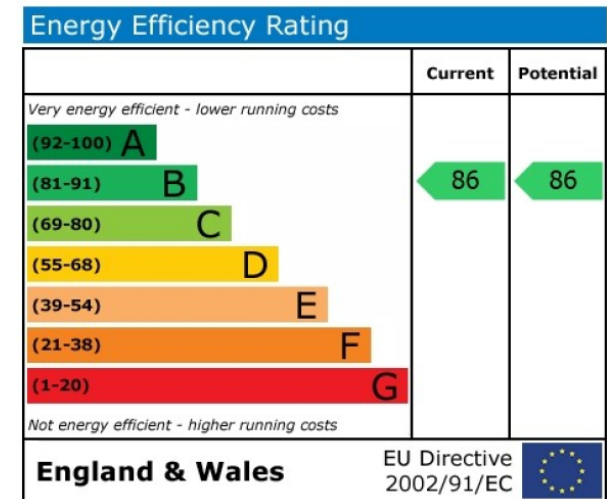 Energy Efficiency Rating
Current Potential
Very energy efficient - lower running costs
(92-100) A
(81-91) B 86 86
(69-80) C
(55-68) D
(39-54) E
(21-38) F
(1-20) G
Not energy efficient - higher running costs
England & Wales EU Directive
2002/91/EC